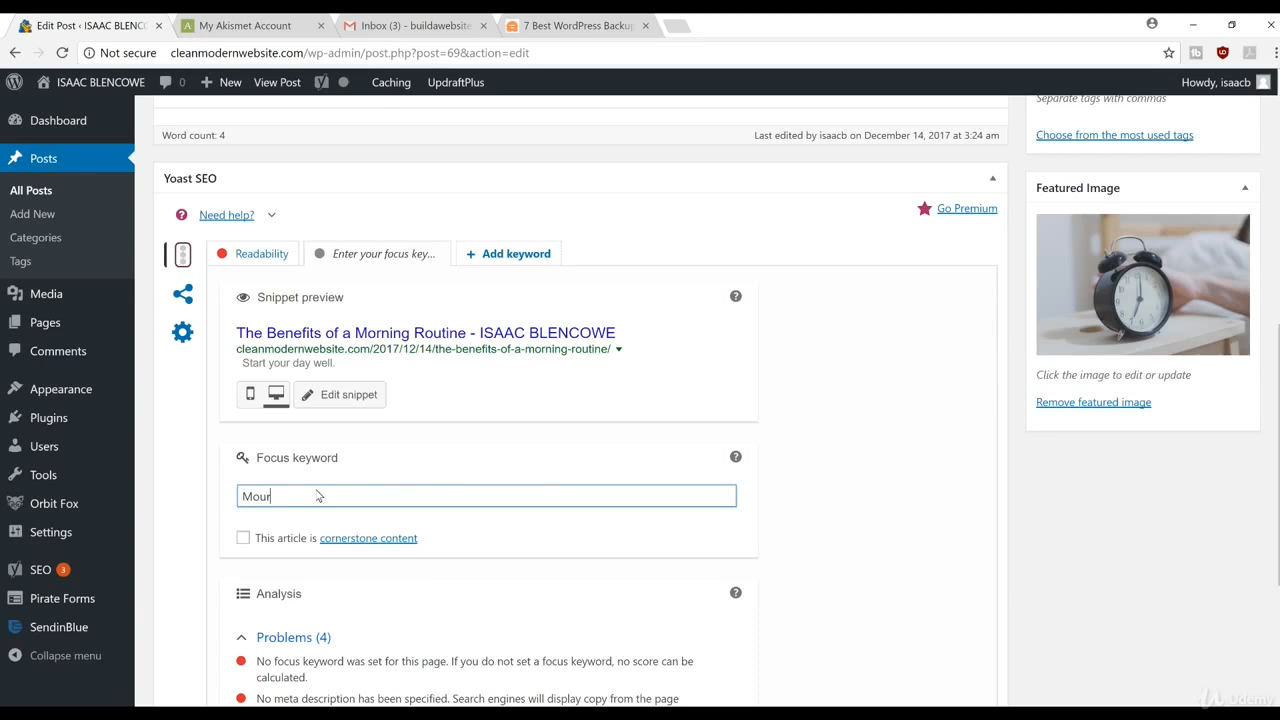 Edit Post ‹ ISAAC BLENC
My Akismet Account
Inbox (3) - buildawebsite
7 Best WordPress Backup
Not secure cleanmodernwebsite.com/wp-admin/post.php?post=69&action=edit
ISAAC BLENCOWE 0 New View Post Caching UpdraftPlus Howdy, isaacb
Dashboard
Posts
All Posts
Add New
Categories
Tags
Media
Pages
Comments
Appearance
Plugins
Users
Tools
Orbit Fox
Settings
SEO 3
Pirate Forms
SendinBlue
Collapse menu
Word count: 4 Last edited by isaacb on December 14, 2017 at 3:24 am
Yoast SEO
Need help?
Go Premium
Readability Enter your focus key... + Add keyword
Snippet preview
The Benefits of a Morning Routine - ISAAC BLENCOWE
cleanmodernwebsite.com/2017/12/14/the-benefits-of-a-morning-routine/
Start your day well.
Edit snippet
Focus keyword
Mour
This article is cornerstone content
Analysis
Problems (4)
No focus keyword was set for this page. If you do not set a focus keyword, no score can be
calculated.
No meta description has been specified. Search engines will display copy from the page
Separate tags with commas
Choose from the most used tags
Featured Image
Click the image to edit or update
Remove featured image
Udemy